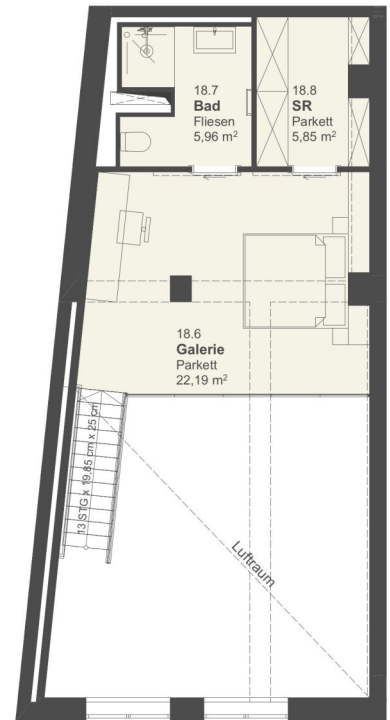 18.7
Bad
Fliesen
5,96 m²
18.8
SR
Parkett
5,85 m²
18.6
Galerie
Parkett
22,19 m²
13 STG x 19,85 cm x 25 cm
Luftraum